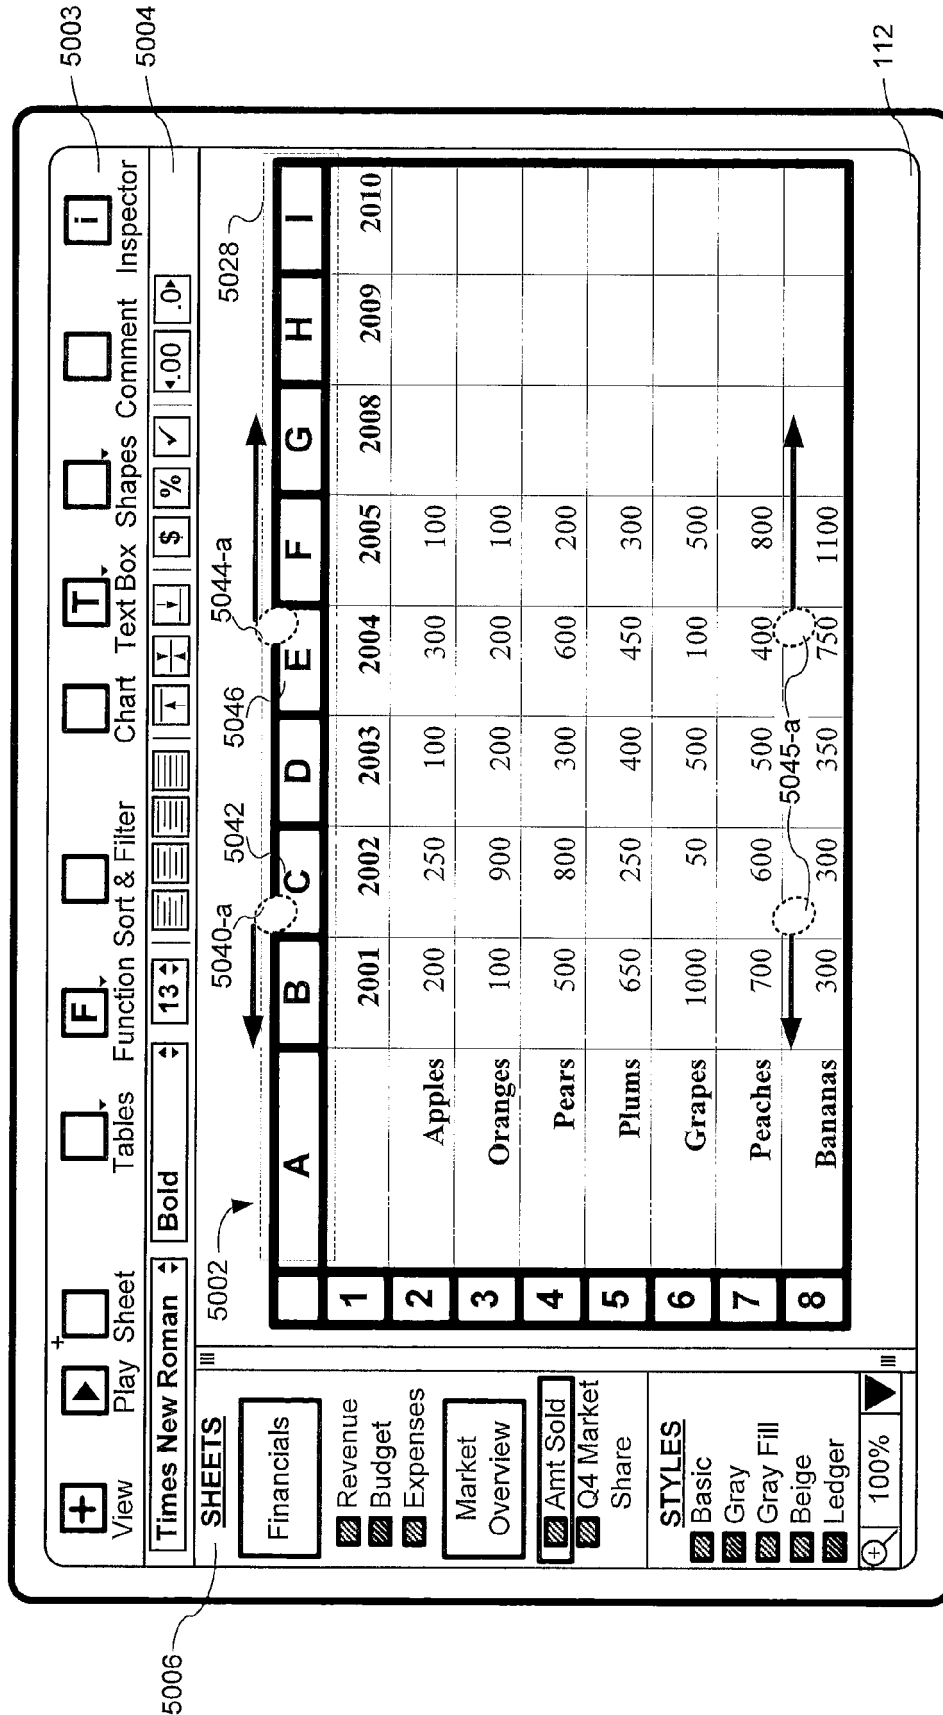 5003
5004
112
View Play Sheet Tables Function Sort & Filter Chart Text Box Shapes Comment Inspector
+ F T i
Times New Roman Bold 13 $ % ✓ .00 .0
5006
SHEETS
Financials
Revenue
Budget
Expenses
Market
Overview
Amt Sold
Q4 Market
Share
STYLES
Basic
Gray
Gray Fill
Beige
Ledger
100%
5002
5040-a
5042
5046
5044-a
5028
A B C D E F G H I
1 2001 2002 2003 2004 2005 2008 2009 2010
2 Apples 200 250 100 300 100
3 Oranges 100 900 200 200 100
4 Pears 500 800 300 600 200
5 Plums 650 250 400 450 300
6 Grapes 1000 50 500 100 500
7 Peaches 700 600 500 400 800
5045-a
8 Bananas 300 300 350 750 1100